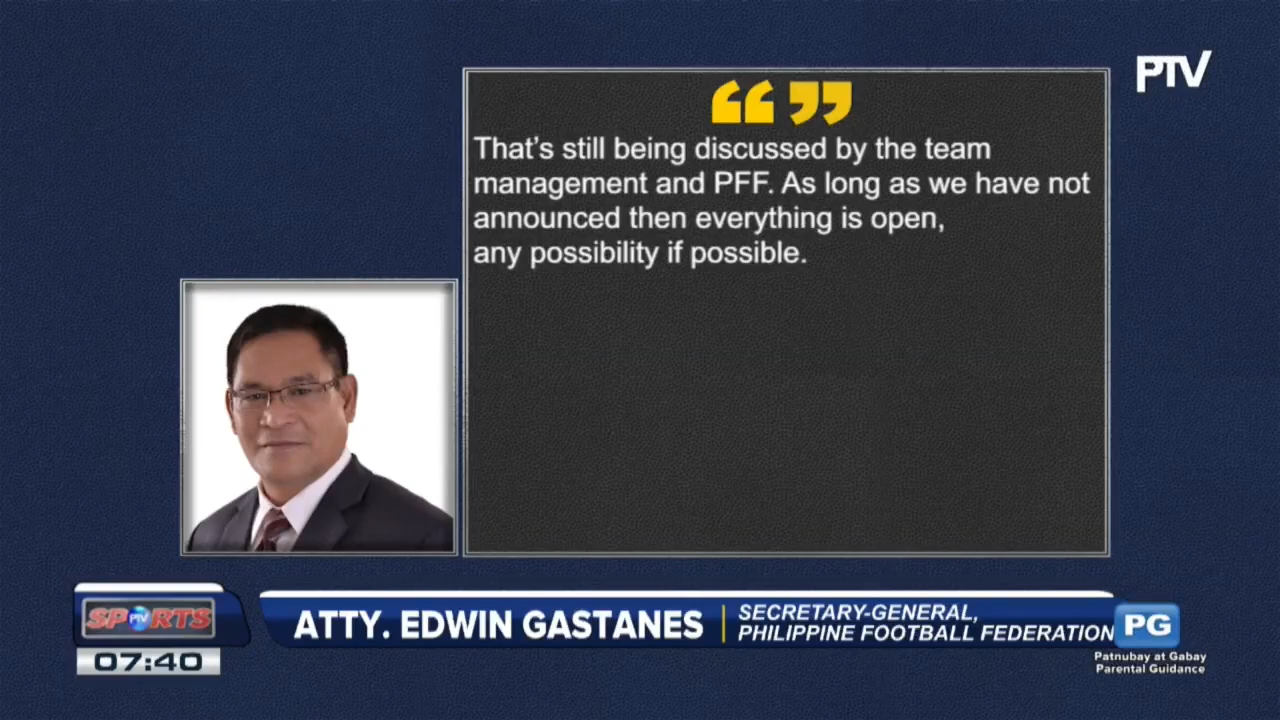 PTV
That's still being discussed by the team
management and PFF. As long as we have not
announced then everything is open,
any possibility if possible.
SPORTS
PTV
07:40
ATTY. EDWIN GASTANES
SECRETARY-GENERAL,
PHILIPPINE FOOTBALL FEDERATION
PG
Patnubay at Gabay
Parental Guidance